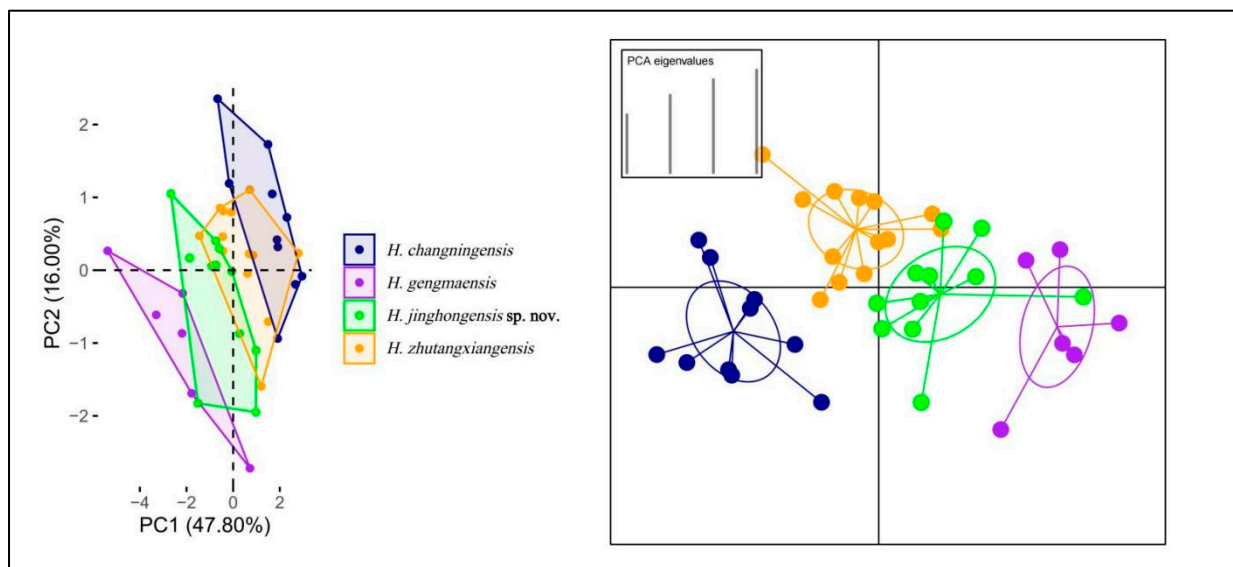 PC2 (16.00%)
2
1
0
−1
−2
−4
−2
0
2
PC1 (47.80%)
H. changningensis
H. gengmaensis
H. jinghongensis sp. nov.
H. zhutangxiangensis
PCA eigenvalues